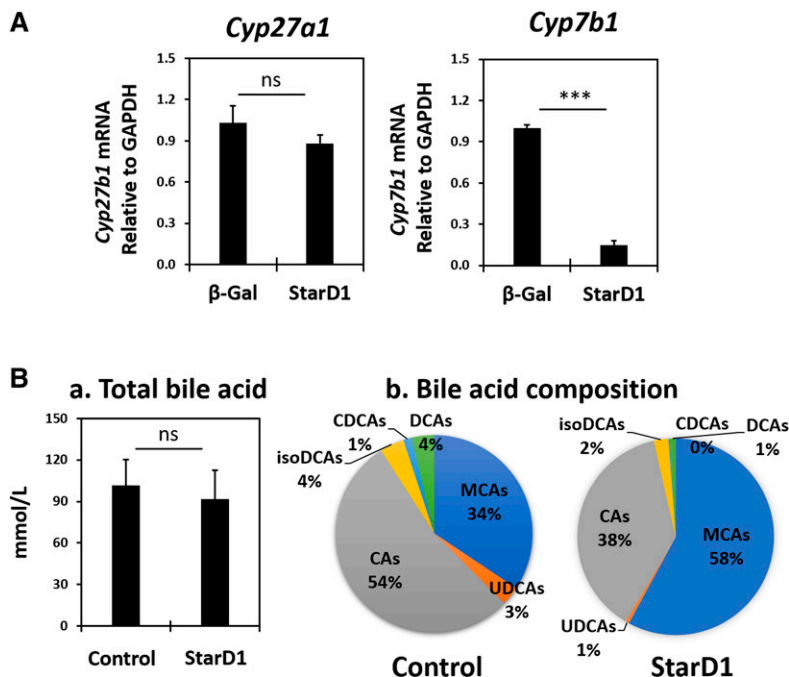 A
Cyp27a1
Cyp27b1 mRNA
Relative to GAPDH
1.5
1.2
0.9
0.6
0.3
0.0
ns
β-Gal
StarD1
Cyp7b1
Cyp7b1 mRNA
Relative to GAPDH
1.5
1.2
0.9
0.6
0.3
0.0
***
β-Gal
StarD1
B
a. Total bile acid
mmol/L
150
120
90
60
30
0
ns
Control
StarD1
b. Bile acid composition
CDCAs
1%
DCAs
4%
isoDCAs
4%
MCAs
34%
CAs
54%
UDCAs
3%
Control
isoDCAs
2%
CDCAs
0%
DCAs
1%
CAs
38%
MCAs
58%
UDCAs
1%
StarD1